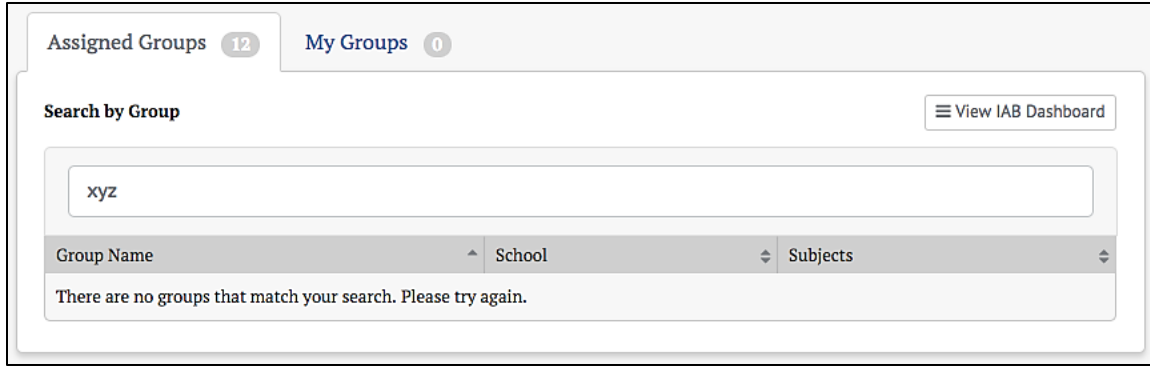 Assigned Groups 12 My Groups 0
Search by Group View IAB Dashboard
xyz
Group Name School Subjects
There are no groups that match your search. Please try again.